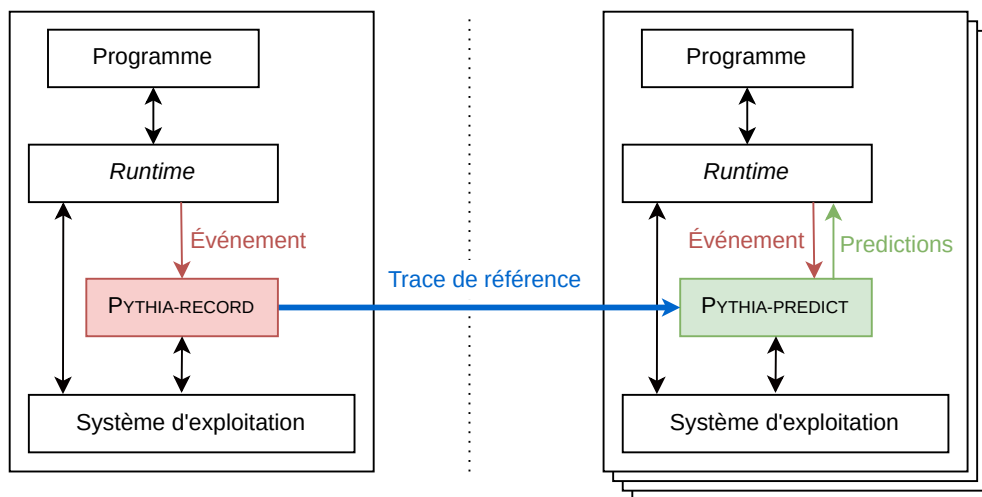 Programme
Runtime
Événement
PYTHIA-RECORD
Système d'exploitation
Trace de référence
Programme
Runtime
Événement
Predictions
PYTHIA-PREDICT
Système d'exploitation